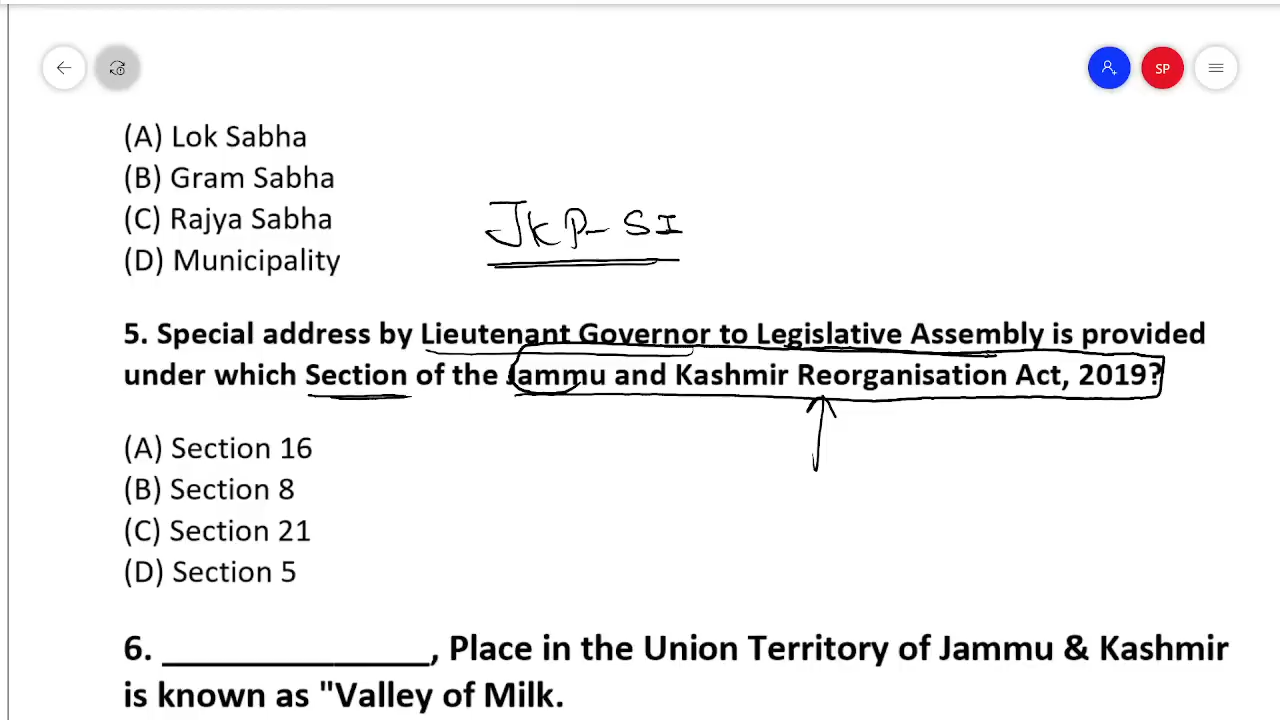 SP
(A) Lok Sabha
(B) Gram Sabha
(C) Rajya Sabha
(D) Municipality
JKP-SI
5. Special address by Lieutenant Governor to Legislative Assembly is provided
under which Section of the Jammu and Kashmir Reorganisation Act, 2019?
(A) Section 16
(B) Section 8
(C) Section 21
(D) Section 5
6. ______________, Place in the Union Territory of Jammu & Kashmir
is known as "Valley of Milk.